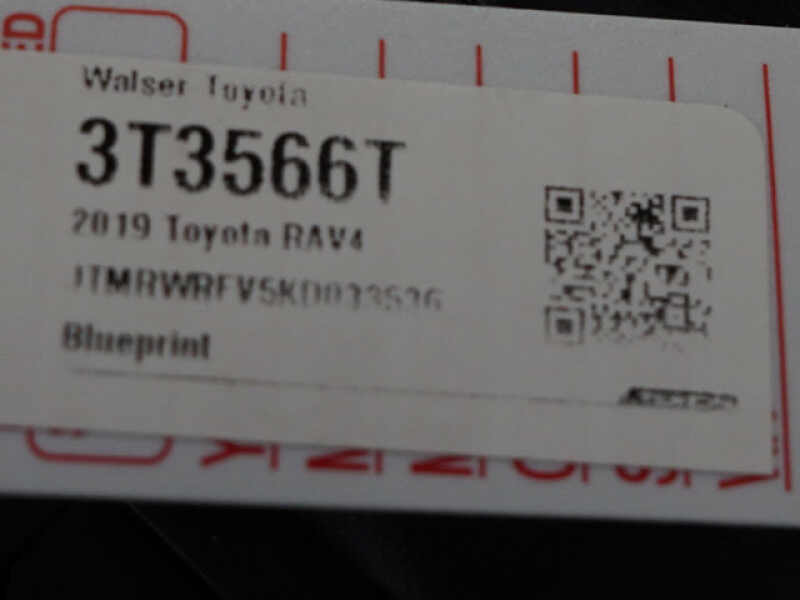 Walser Toyota
3T3566T
2019 Toyota RAV4
JTMRWRFV5KD033536
Blueprint